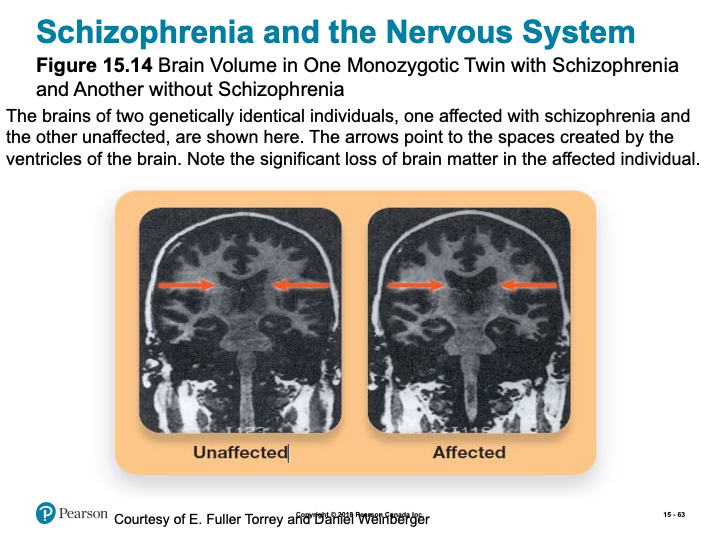 Schizophrenia and the Nervous System
Figure 15.14 Brain Volume in One Monozygotic Twin with Schizophrenia
and Another without Schizophrenia
The brains of two genetically identical individuals, one affected with schizophrenia and
the other unaffected, are shown here. The arrows point to the spaces created by the
ventricles of the brain. Note the significant loss of brain matter in the affected individual.
Unaffected
Affected
Pearson
Courtesy of E. Fuller Torrey and Daniel Weinberger
Copyright © 2018 Pearson Canada Inc.
15 - 63